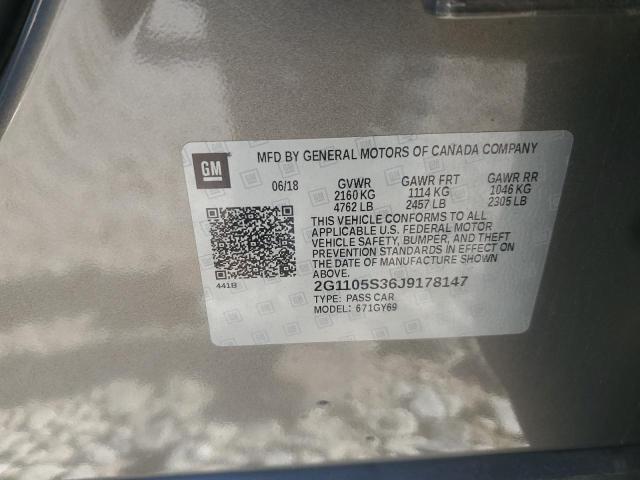 GM
MFD BY GENERAL MOTORS OF CANADA COMPANY
06/18 GVWR GAWR FRT GAWR RR
2160 KG 1114 KG 1046 KG
4762 LB 2457 LB 2305 LB
THIS VEHICLE CONFORMS TO ALL
APPLICABLE U.S. FEDERAL MOTOR
VEHICLE SAFETY, BUMPER, AND THEFT
PREVENTION STANDARDS IN EFFECT ON
THE DATE OF MANUFACTURE SHOWN
ABOVE.
441B 2G1105S36J9178147
TYPE: PASS CAR
MODEL: 671GY69